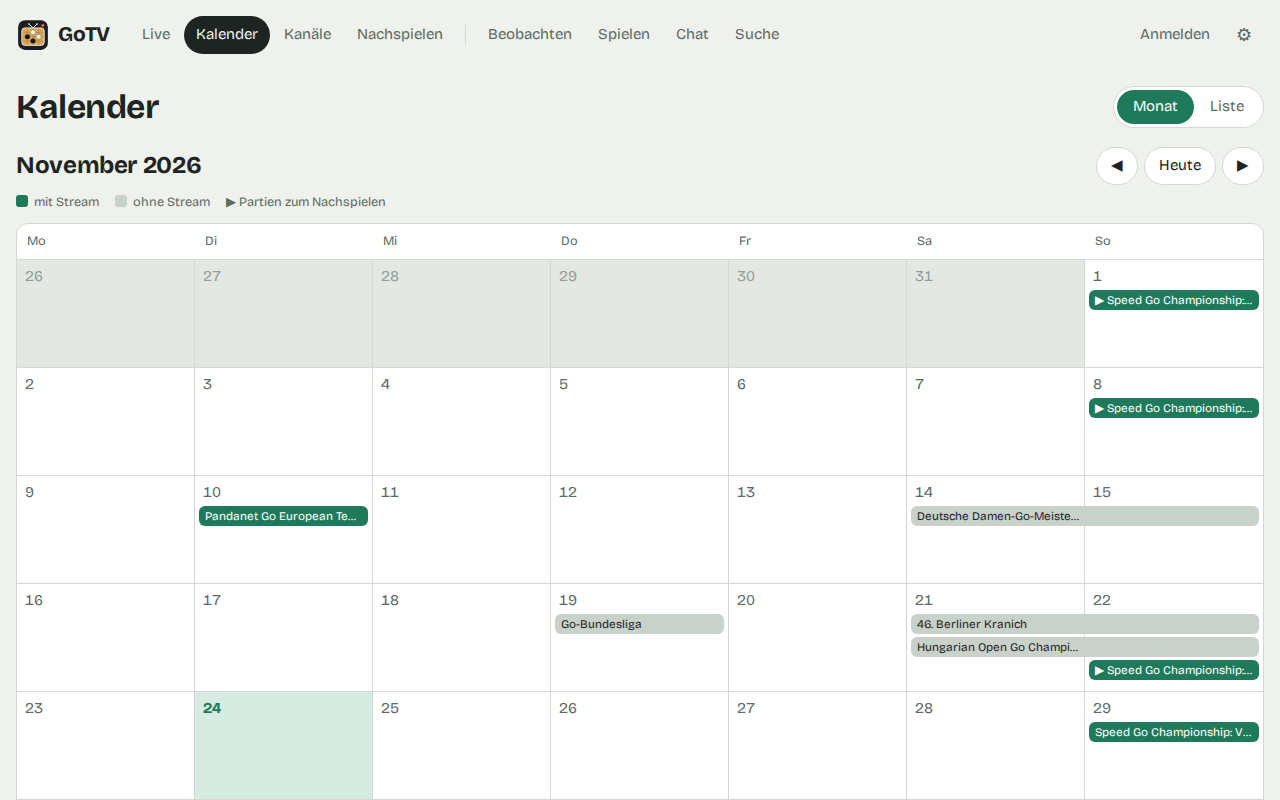 GoTV Live Kalender Kanäle Nachspielen Beobachten Spielen Chat Suche Anmelden
Kalender Monat Liste
November 2026 Heute
mit Stream ohne Stream ▶ Partien zum Nachspielen
Mo Di Mi Do Fr Sa So
26 27 28 29 30 31 1
▶ Speed Go Championship:...
2 3 4 5 6 7 8
▶ Speed Go Championship:...
9 10 11 12 13 14 15
Pandanet Go European Te... Deutsche Damen-Go-Meiste...
16 17 18 19 20 21 22
Go-Bundesliga 46. Berliner Kranich
Hungarian Open Go Champi...
▶ Speed Go Championship:...
23 24 25 26 27 28 29
Speed Go Championship: V...